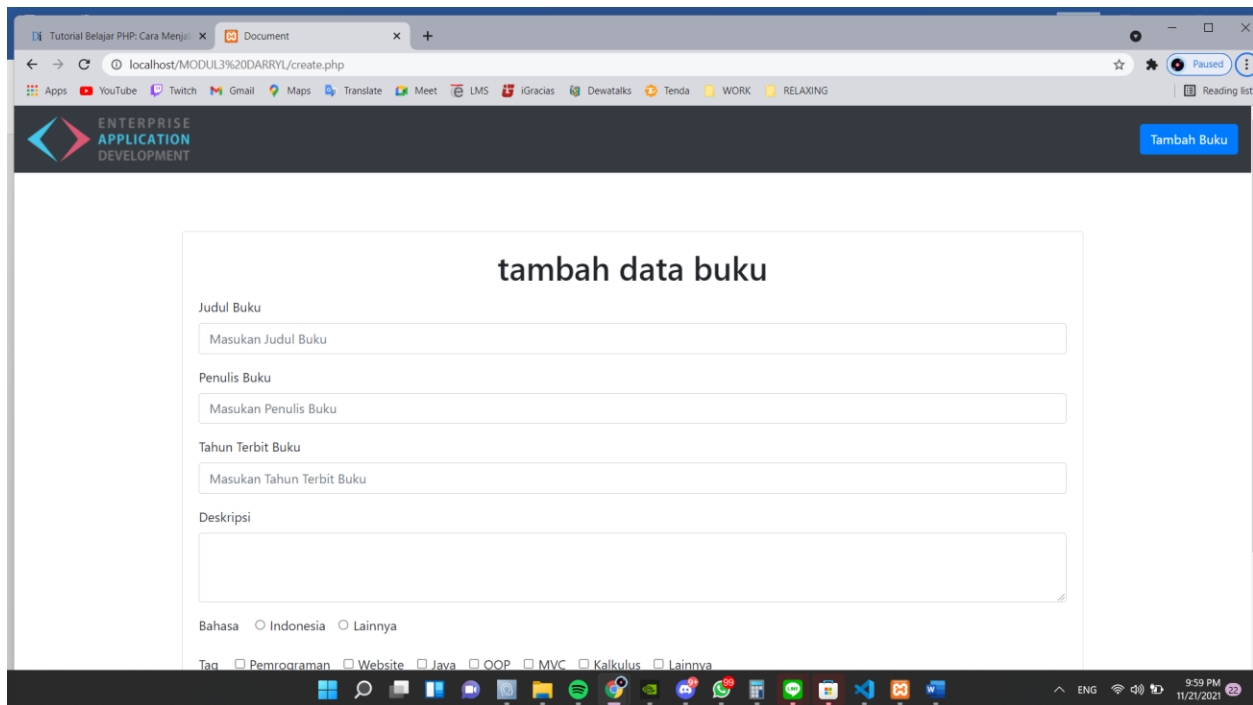 Tutorial Belajar PHP: Cara Menjal
Document
localhost/MODUL3%20DARRYL/create.php
Paused
Apps YouTube Twitch Gmail Maps Translate Meet LMS iGracias Dewatalks Tenda WORK RELAXING Reading list
ENTERPRISE
APPLICATION
DEVELOPMENT
Tambah Buku
tambah data buku
Judul Buku
Masukan Judul Buku
Penulis Buku
Masukan Penulis Buku
Tahun Terbit Buku
Masukan Tahun Terbit Buku
Deskripsi
Bahasa Indonesia Lainnya
Tag Pemrograman Website Java OOP MVC Kalkulus Lainnya
ENG
9:59 PM
11/21/2021
22